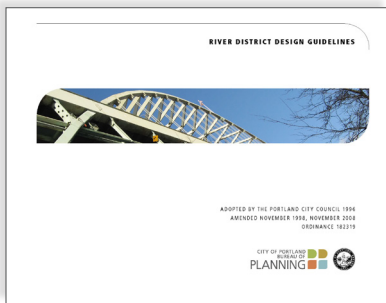 RIVER DISTRICT DESIGN GUIDELINES
ADOPTED BY THE PORTLAND CITY COUNCIL 1996
AMENDED NOVEMBER 1998, NOVEMBER 2008
ORDINANCE 182319
CITY OF PORTLAND
BUREAU OF
PLANNING